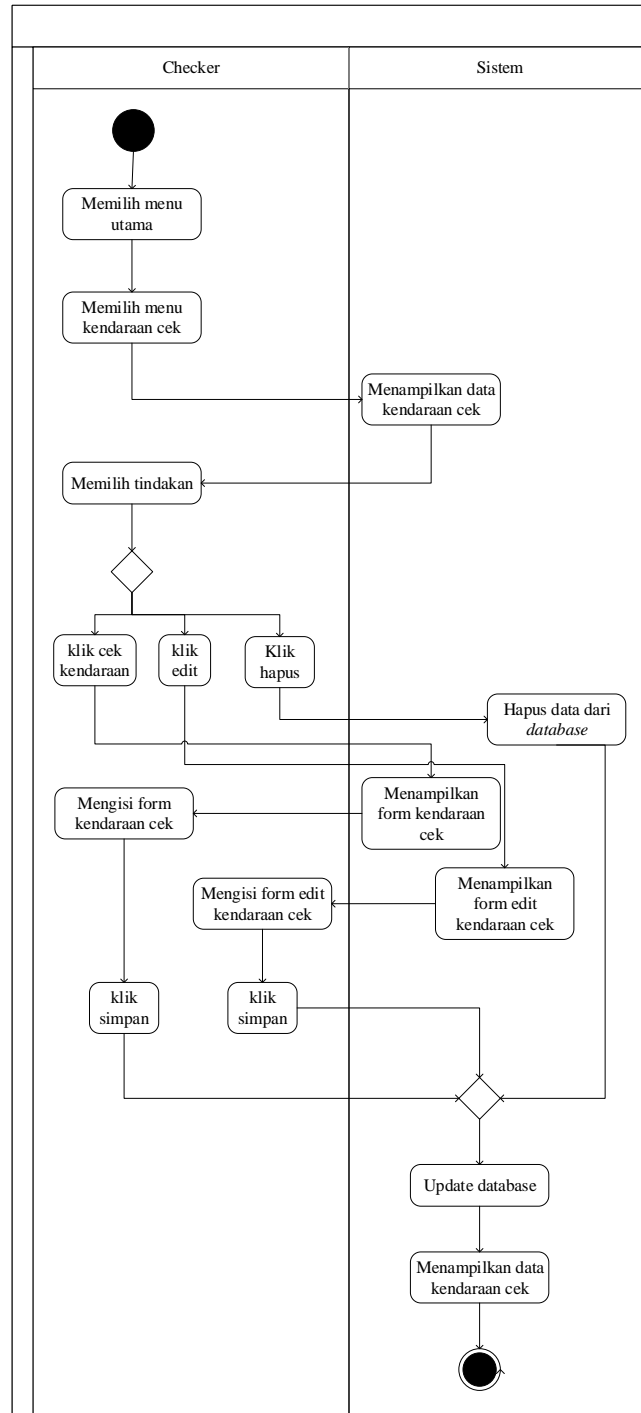 Checker
Sistem
Memilih menu
utama
Memilih menu
kendaraan cek
Menampilkan data
kendaraan cek
Memilih tindakan
klik cek
kendaraan
klik
edit
Klik
hapus
Hapus data dari
database
Menampilkan
form kendaraan
cek
Mengisi form
kendaraan cek
Menampilkan
form edit
kendaraan cek
Mengisi form edit
kendaraan cek
klik
simpan
klik
simpan
Update database
Menampilkan data
kendaraan cek